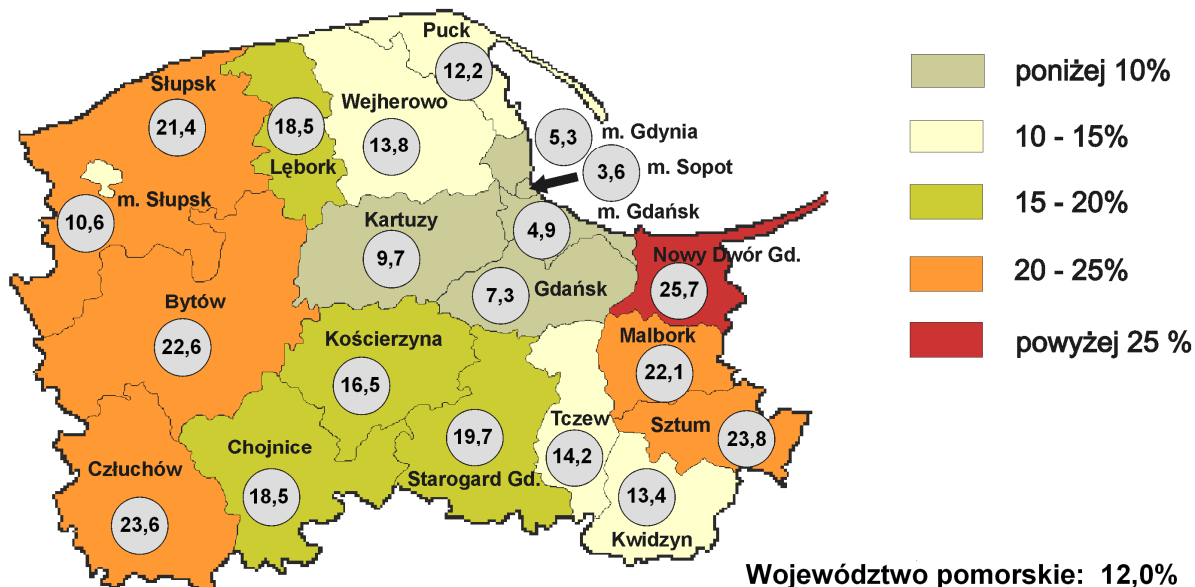 Puck
12,2
Słupsk
21,4
18,5
Lębork
Wejherowo
13,8
5,3
m. Gdynia
3,6
m. Sopot
m. Słupsk
10,6
m. Gdańsk
4,9
Kartuzy
9,7
Nowy Dwór Gd.
25,7
7,3
Gdańsk
Bytów
22,6
Kościerzyna
16,5
Malbork
22,1
Tczew
14,2
Sztum
23,8
Chojnice
18,5
19,7
Starogard Gd.
Człuchów
23,6
13,4
Kwidzyn
poniżej 10%
10 - 15%
15 - 20%
20 - 25%
powyżej 25 %
Województwo pomorskie: 12,0%